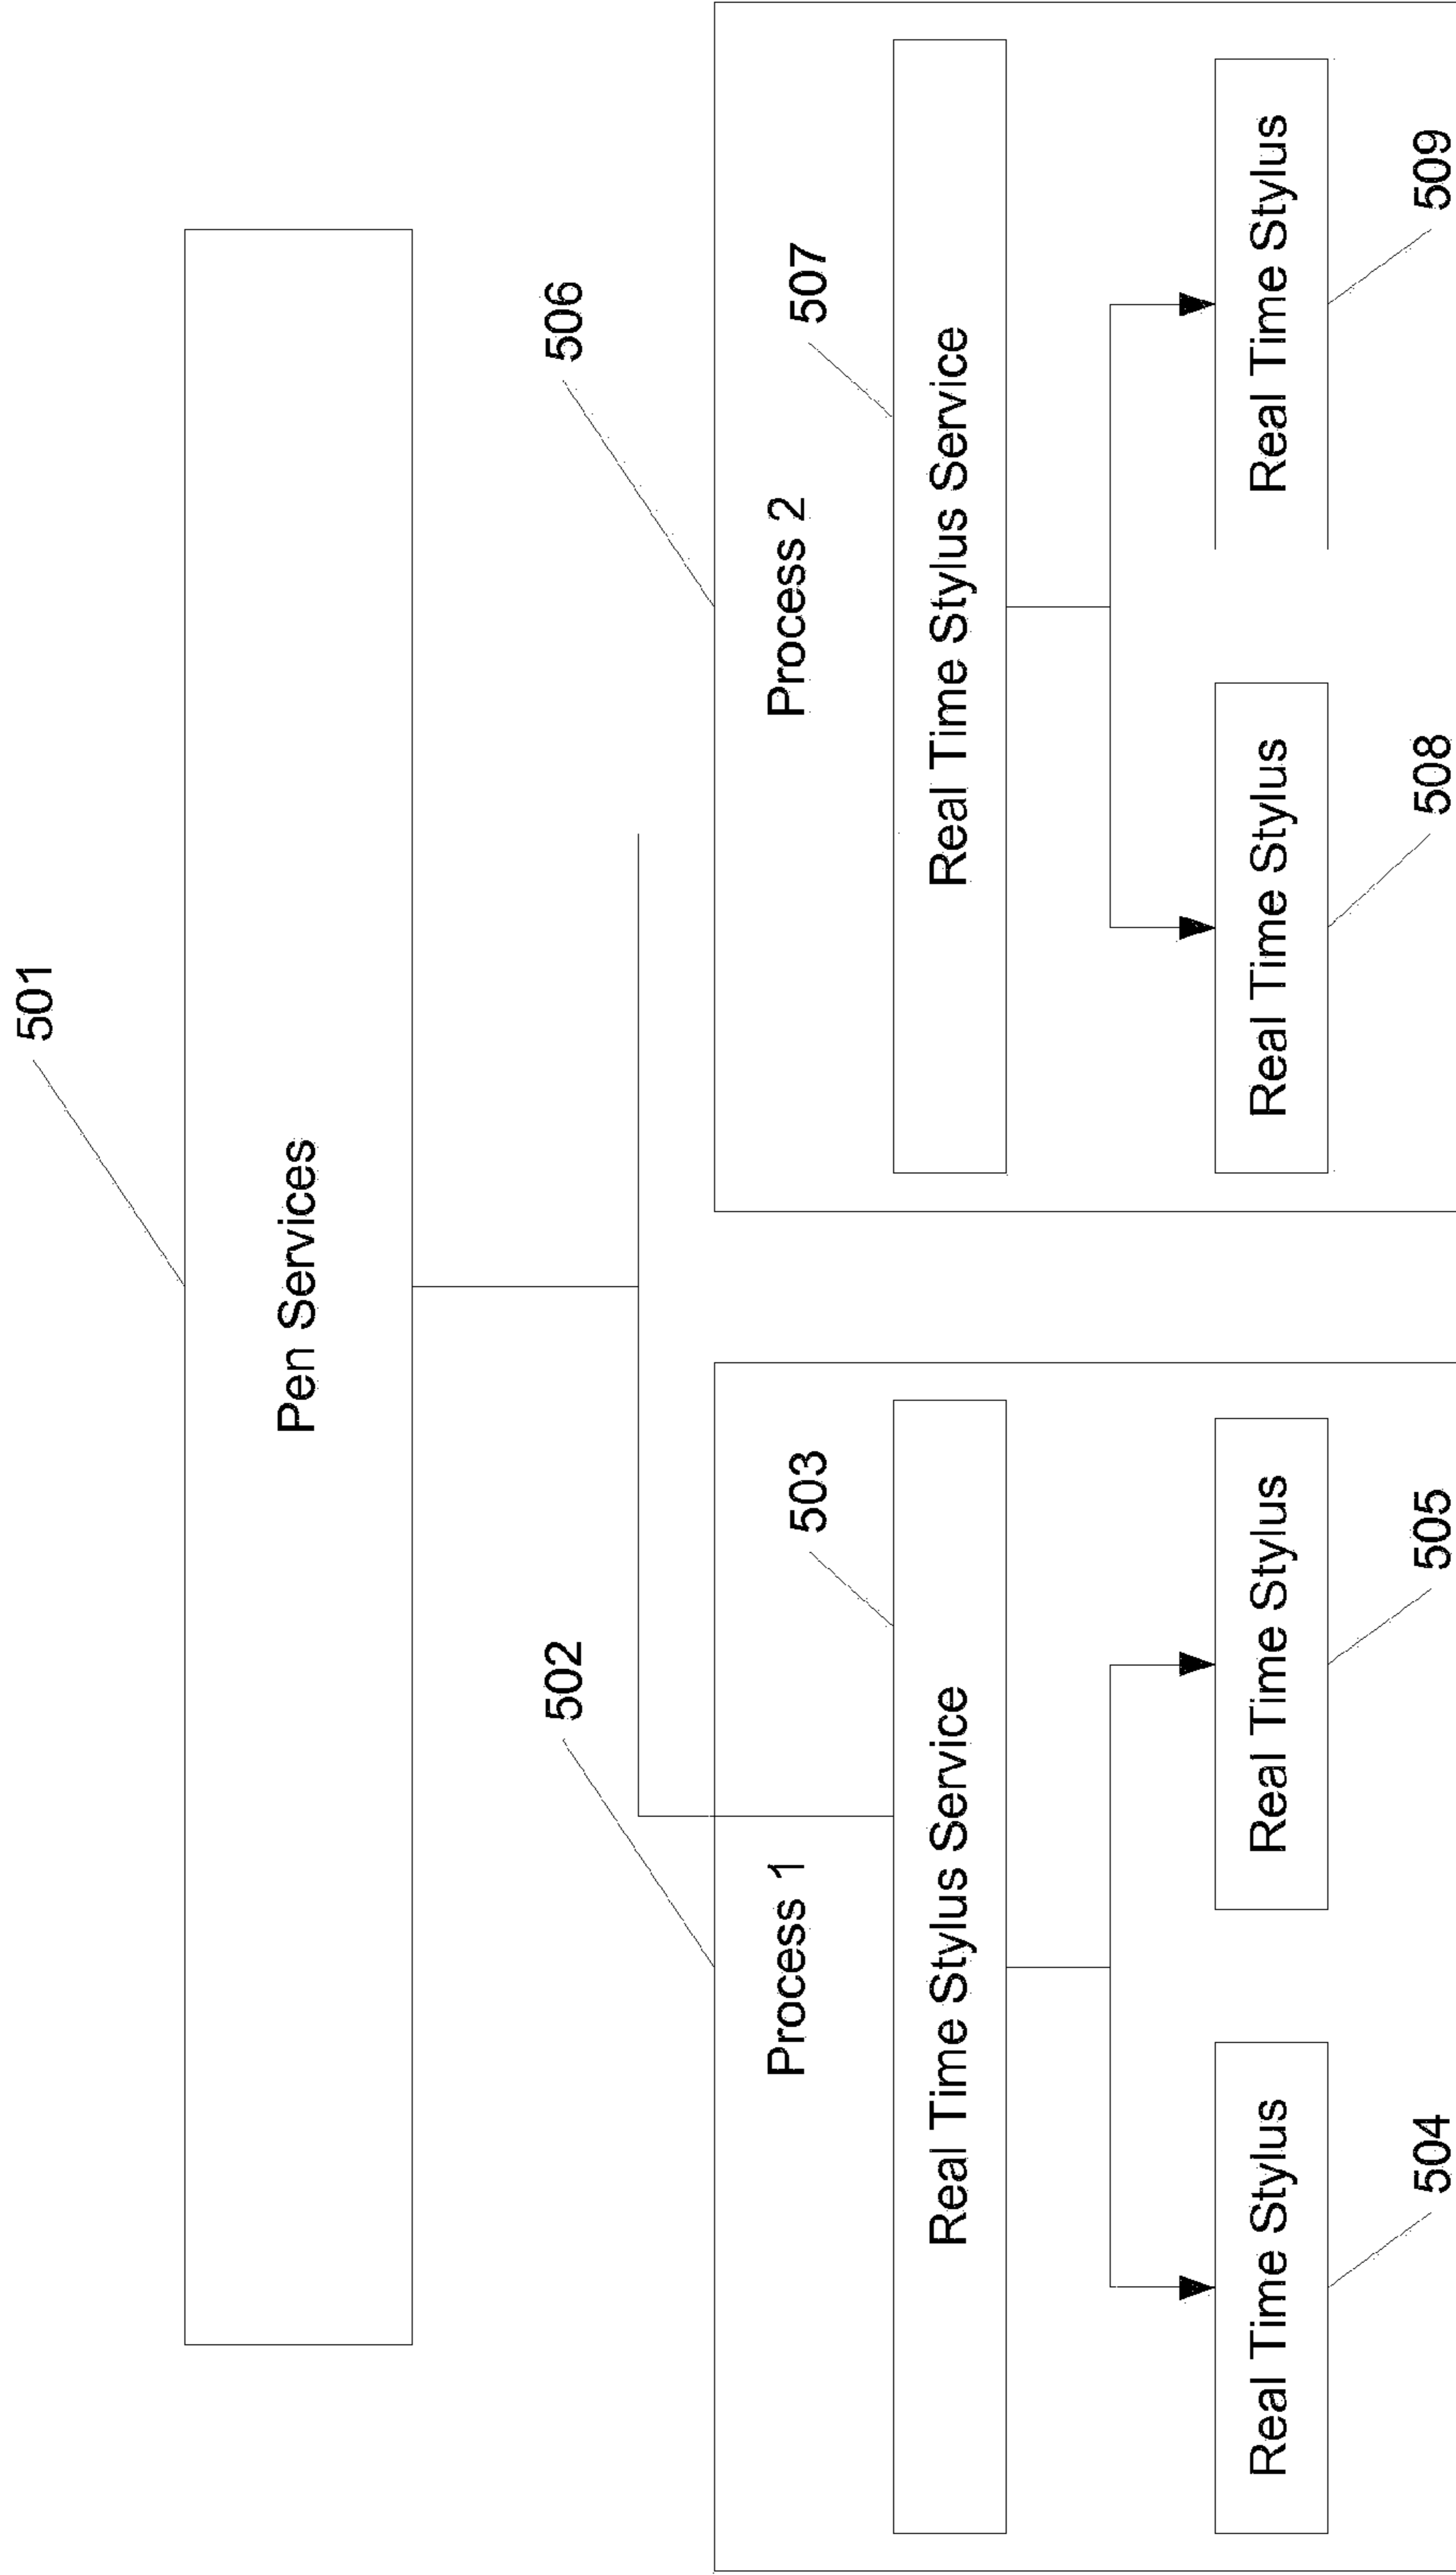 501
Pen Services
502
506
Process 1
503
Process 2
507
Real Time Stylus Service
Real Time Stylus Service
Real Time Stylus
Real Time Stylus
Real Time Stylus
Real Time Stylus
504
505
508
509